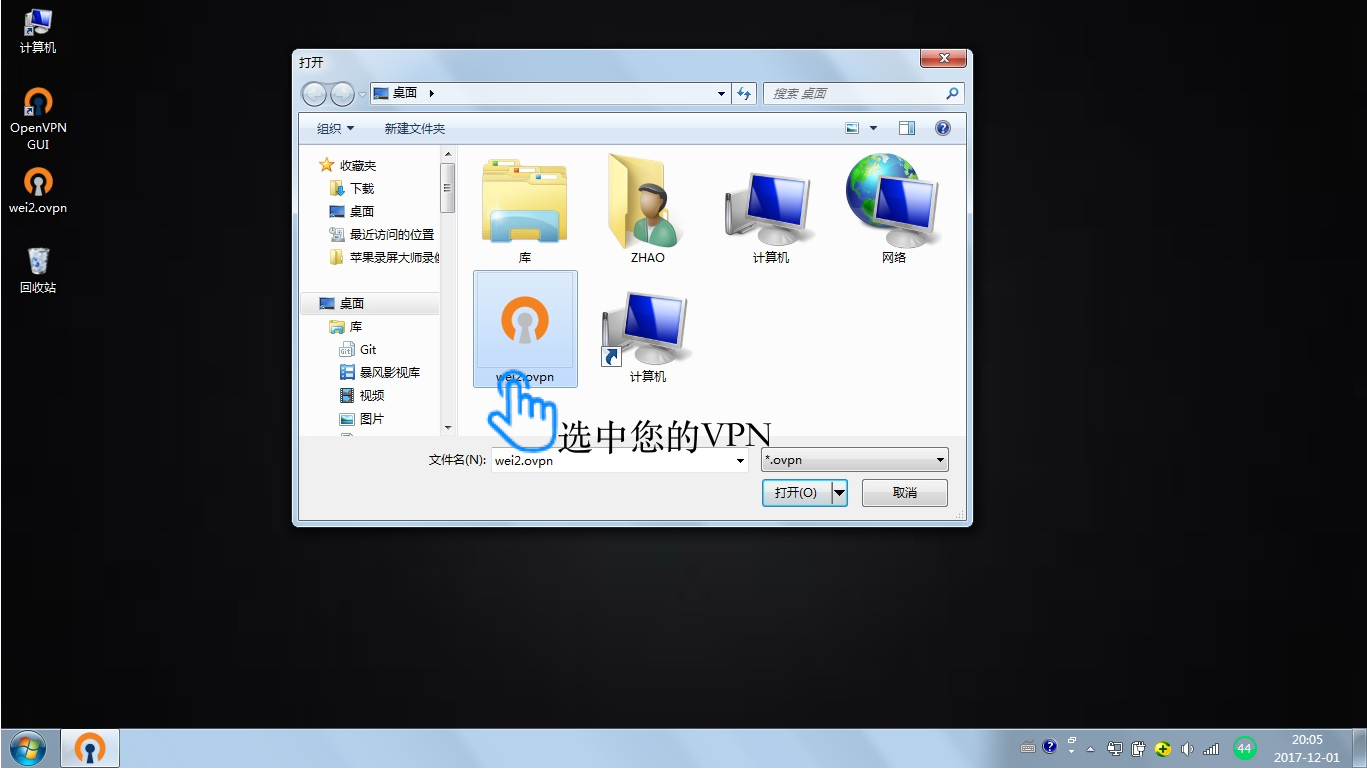 计算机
OpenVPN
GUI
wei2.ovpn
回收站
打开
桌面
搜索 桌面
组织
新建文件夹
收藏夹
下载
桌面
最近访问的位置
苹果录屏大师录像
桌面
库
Git
暴风影视库
视频
图片
库
ZHAO
计算机
网络
wei2.ovpn
计算机
选中您的VPN
文件名(N):
wei2.ovpn
*.ovpn
打开(O)
取消
44
20:05
2017-12-01